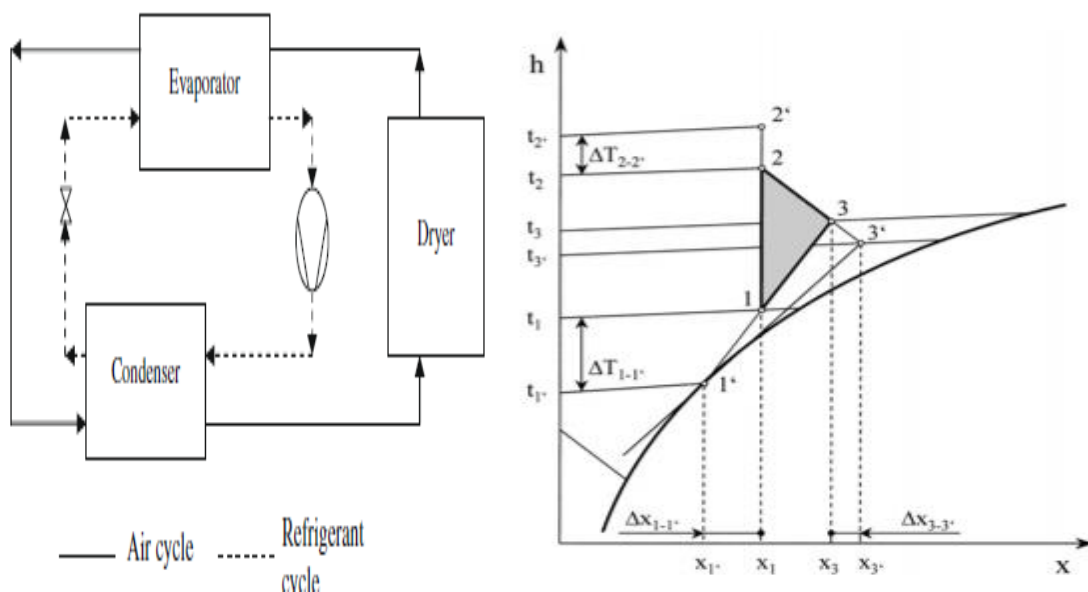 Evaporator
Dryer
Condenser
Air cycle
Refrigerant
cycle
h
t₂‘
t₂
t₃
t₃‘
t₁
t₁‘
ΔT₂₋₂‘
ΔT₁₋₁‘
2‘
2
3
3‘
1
1‘
Δx₁₋₁‘
Δx₃₋₃‘
x₁‘
x₁
x₃
x₃‘
x